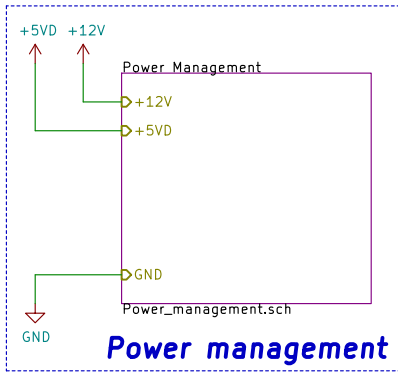 +5VD +12V
Power Management
+12V
+5VD
GND
Power_management.sch
GND
Power management